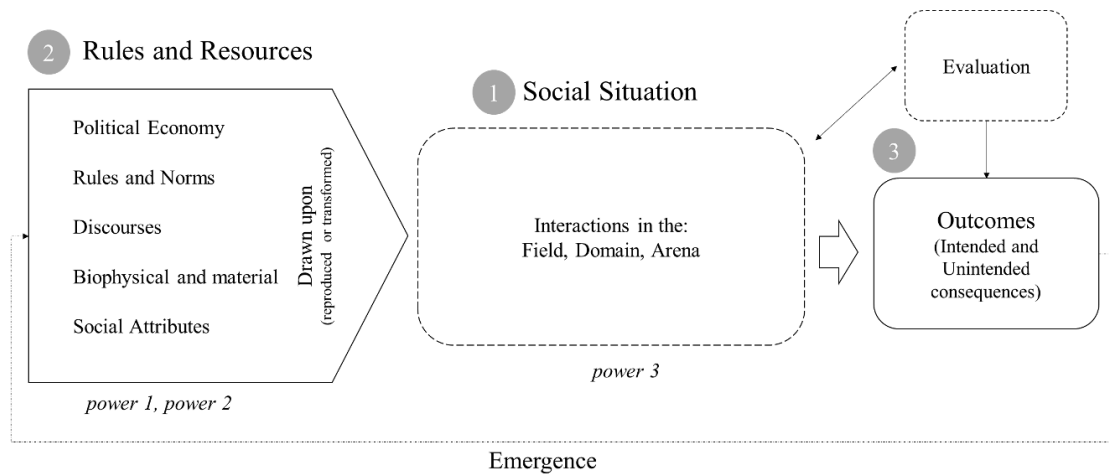 2 Rules and Resources
Political Economy
Rules and Norms
Discourses
Biophysical and material
Social Attributes
Drawn upon
(reproduced or transformed)
power 1, power 2
1 Social Situation
Interactions in the:
Field, Domain, Arena
power 3
Evaluation
3
Outcomes
(Intended and
Unintended
consequences)
Emergence